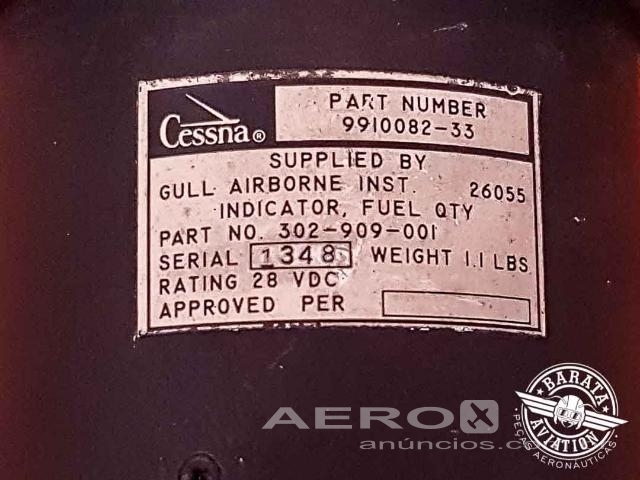 Cessna®
PART NUMBER
9910082-33
SUPPLIED BY
GULL AIRBORNE INST. 26055
INDICATOR, FUEL QTY
PART NO. 302-909-001
SERIAL 1348 WEIGHT 1.1 LBS
RATING 28 VDC
APPROVED PER
AERO X
anúncios.c
BARATA
AVIATION
PEÇAS AERONÁUTICAS